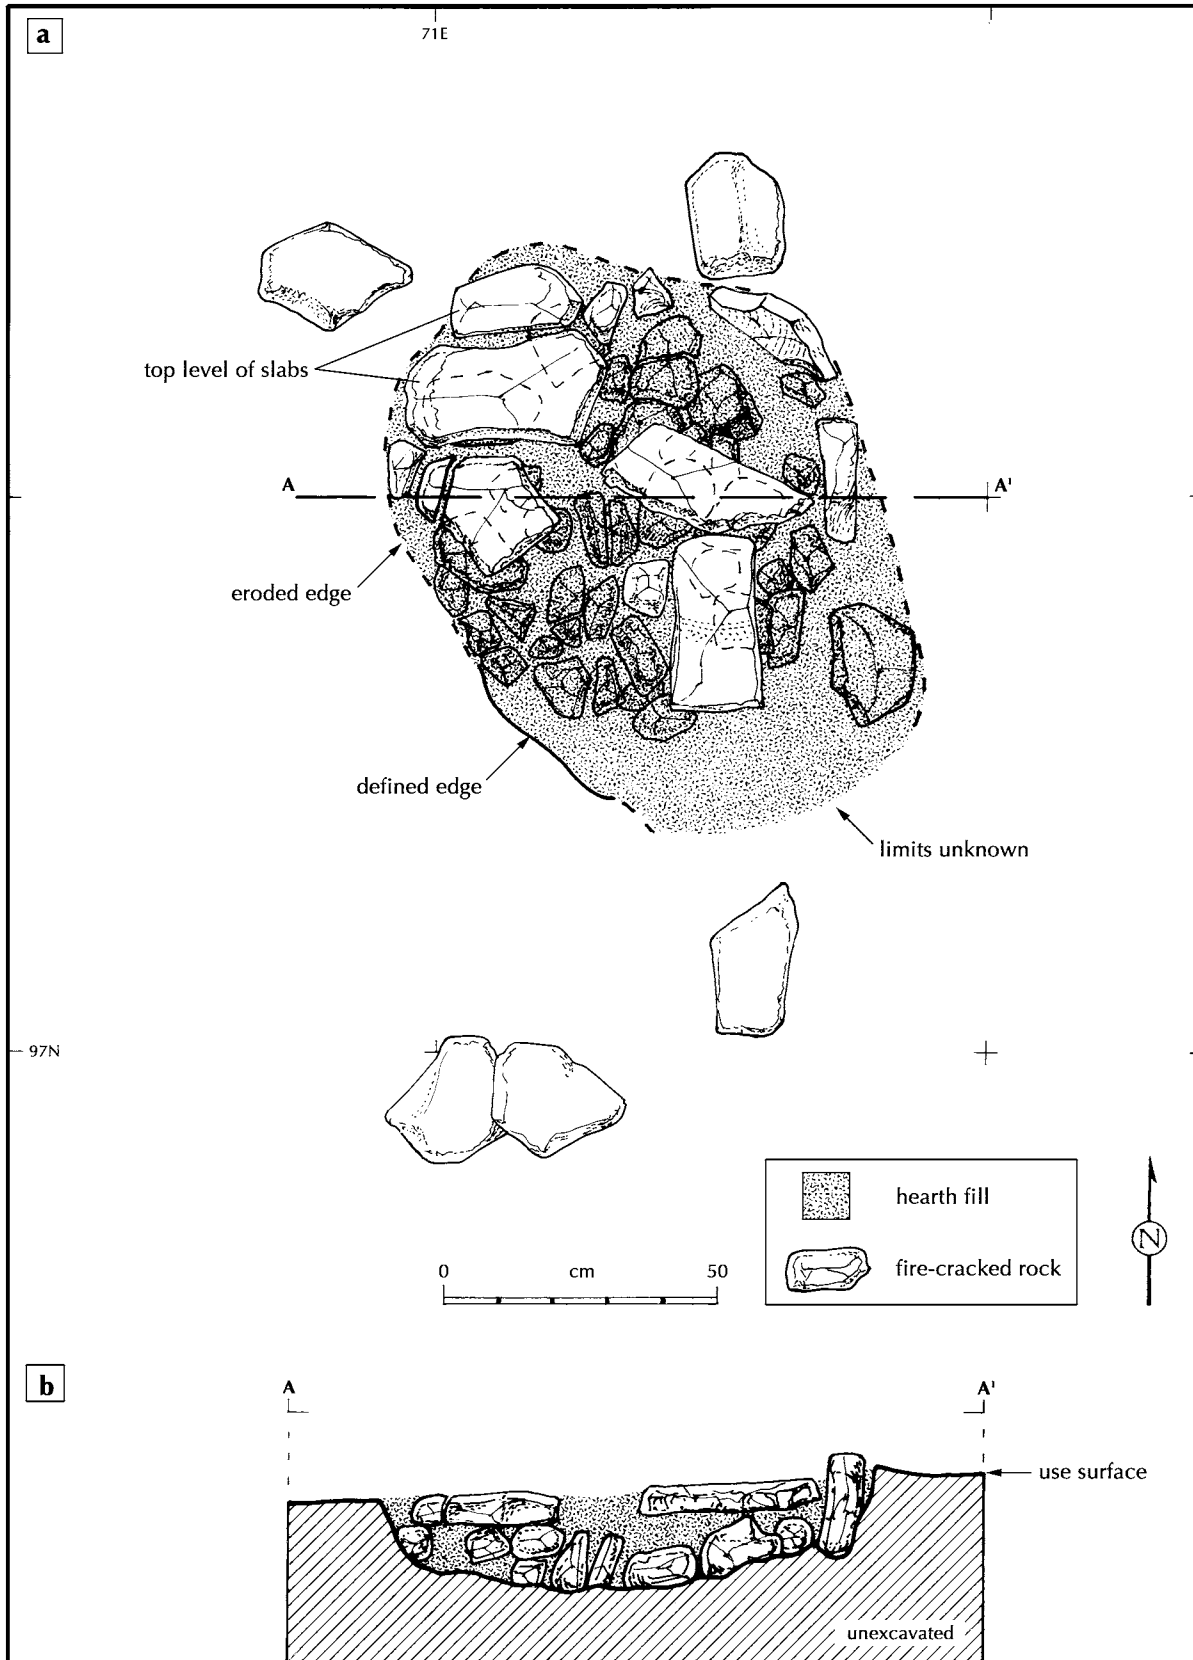 a
71E
top level of slabs
A
A'
eroded edge
defined edge
limits unknown
97N
hearth fill
fire-cracked rock
0 cm 50
N
b
A
A'
use surface
unexcavated